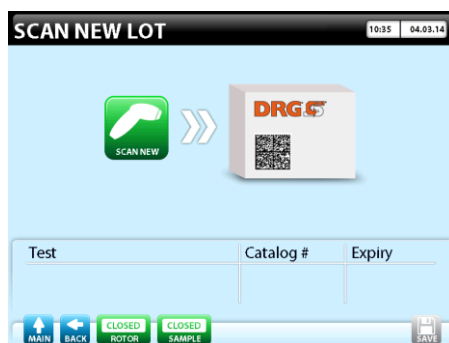 SCAN NEW LOT 10:35 04.03.14
SCAN NEW
DRG
Test Catalog # Expiry
MAIN BACK CLOSED ROTOR CLOSED SAMPLE SAVE